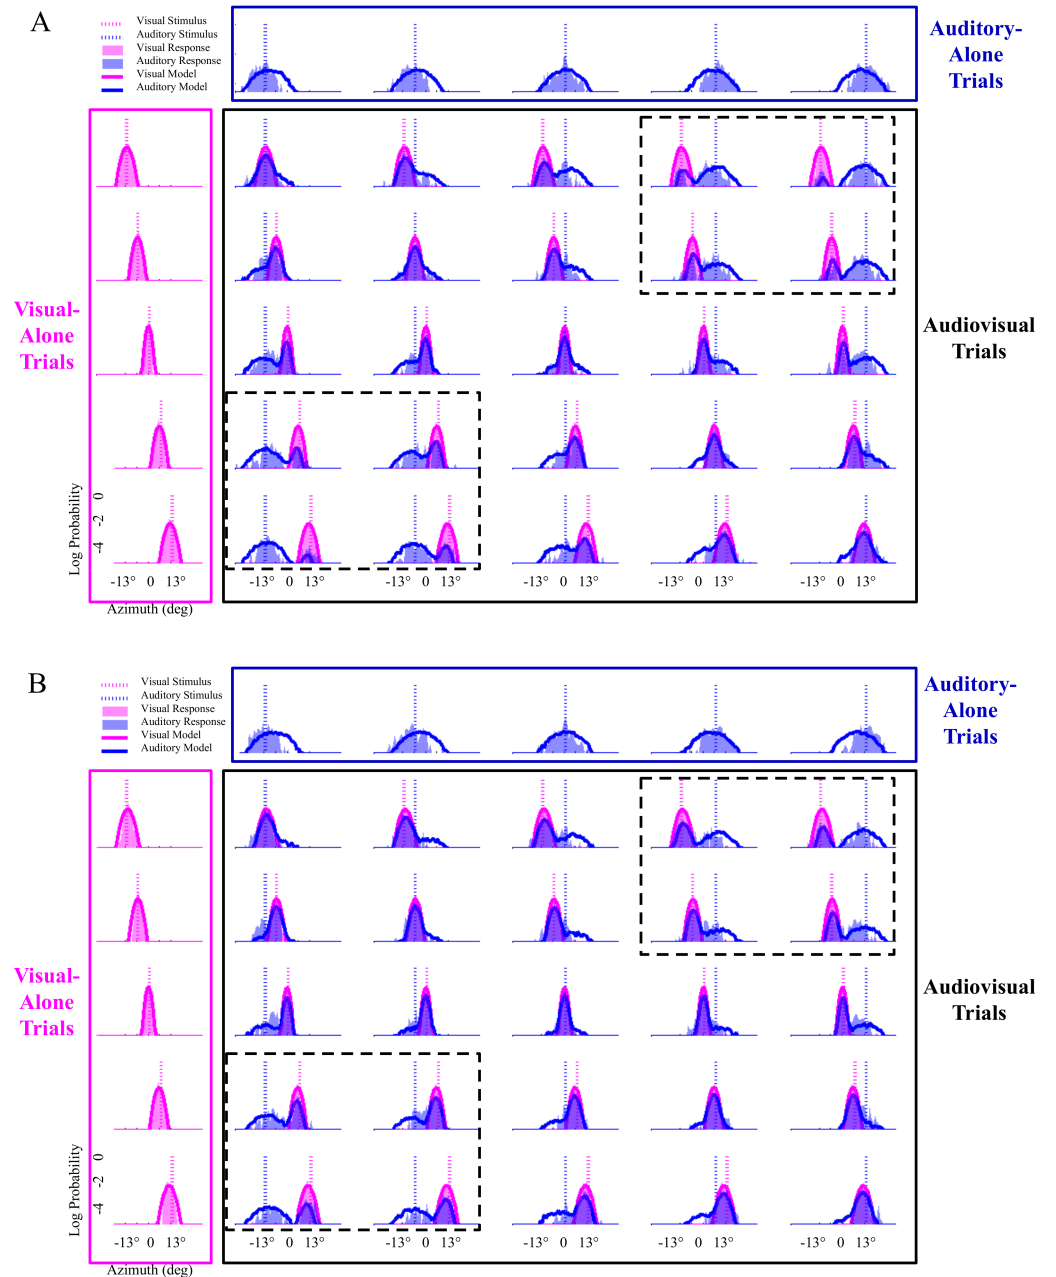 A
Visual Stimulus
Auditory Stimulus
Visual Response
Auditory Response
Visual Model
Auditory Model
Auditory-
Alone
Trials
Visual-
Alone
Trials
Audiovisual
Trials
Log Probability
0
-2
-4
-13° 0 13°
-13° 0 13°
-13° 0 13°
-13° 0 13°
-13° 0 13°
-13° 0 13°
Azimuth (deg)
B
Visual Stimulus
Auditory Stimulus
Visual Response
Auditory Response
Visual Model
Auditory Model
Auditory-
Alone
Trials
Visual-
Alone
Trials
Audiovisual
Trials
Log Probability
0
-2
-4
-13° 0 13°
-13° 0 13°
-13° 0 13°
-13° 0 13°
-13° 0 13°
-13° 0 13°
Azimuth (deg)